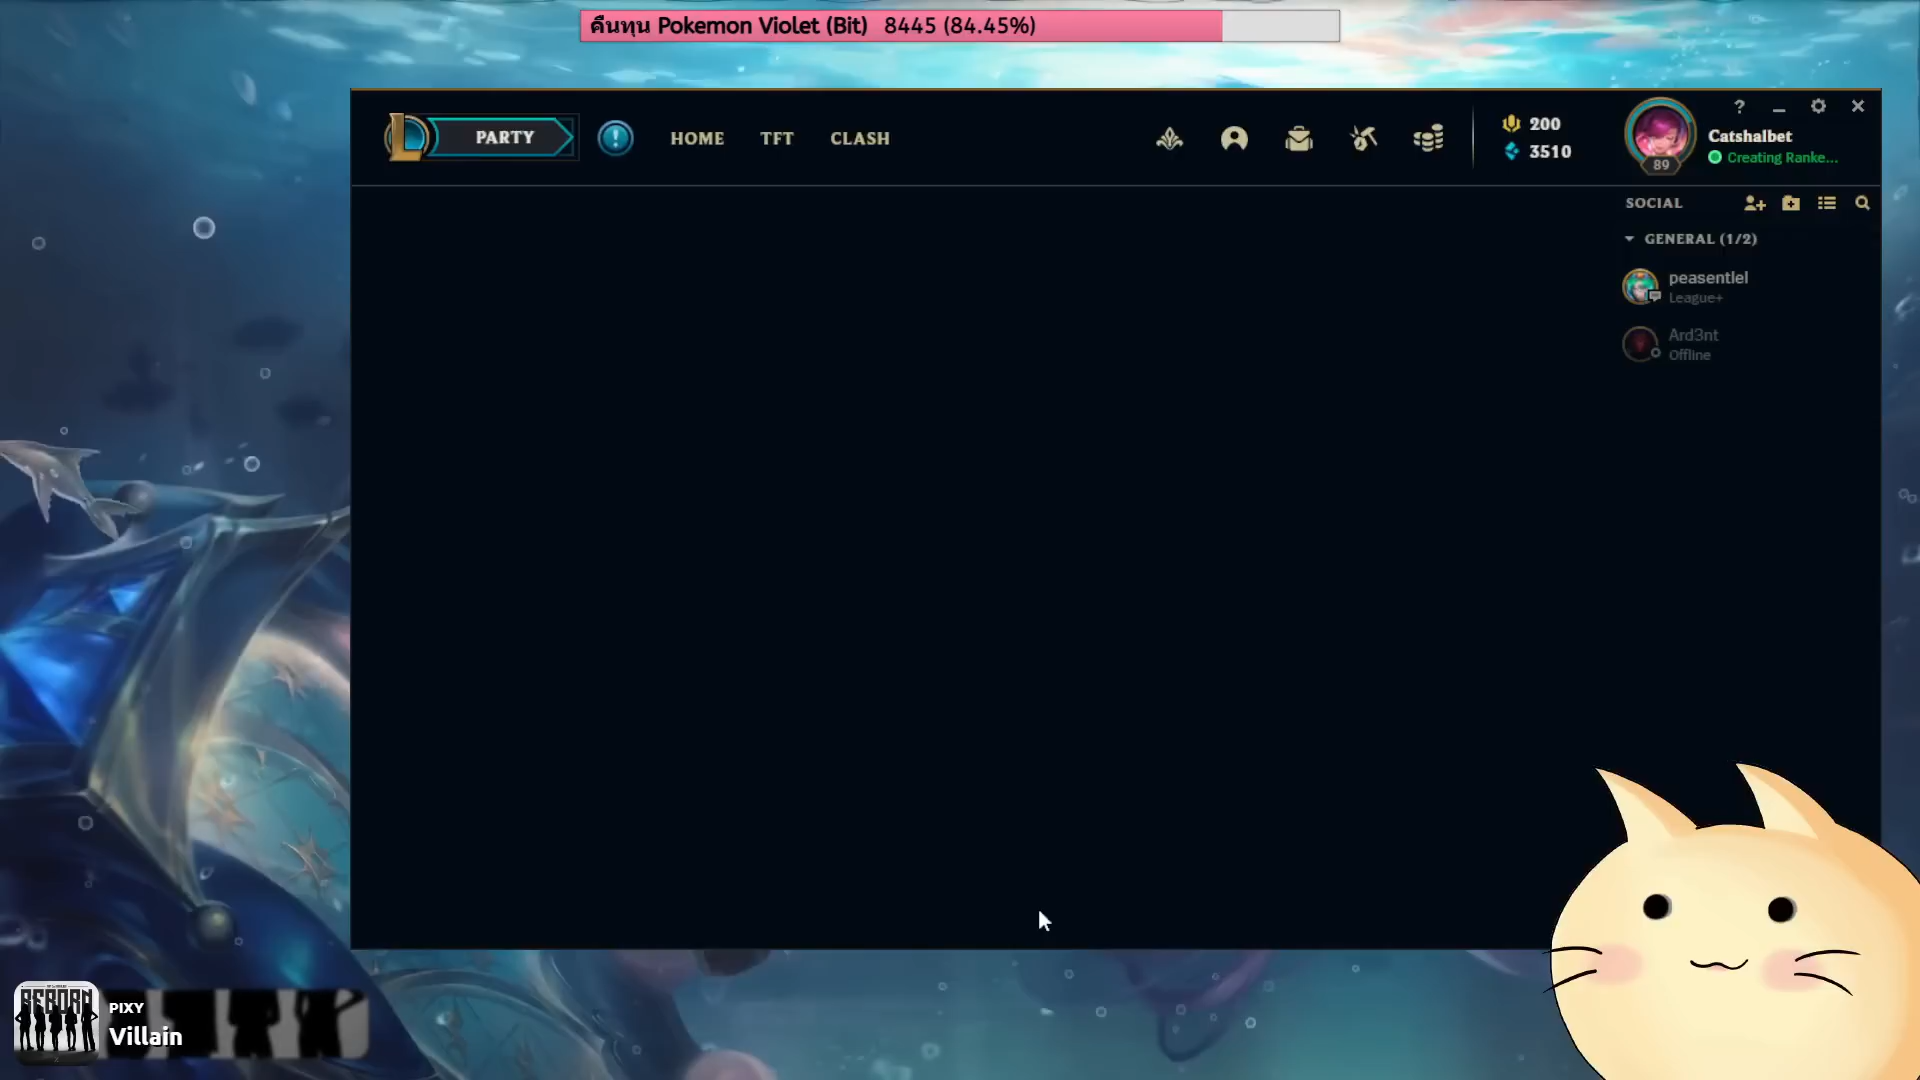 คืนทุน Pokemon Violet (Bit) 8445 (84.45%)
PARTY
HOME
TFT
CLASH
200
3510
89
Catshalbet
Creating Ranke...
SOCIAL
GENERAL (1/2)
peasentlel
League+
Ard3nt
Offline
REBORN
PIXY
Villain